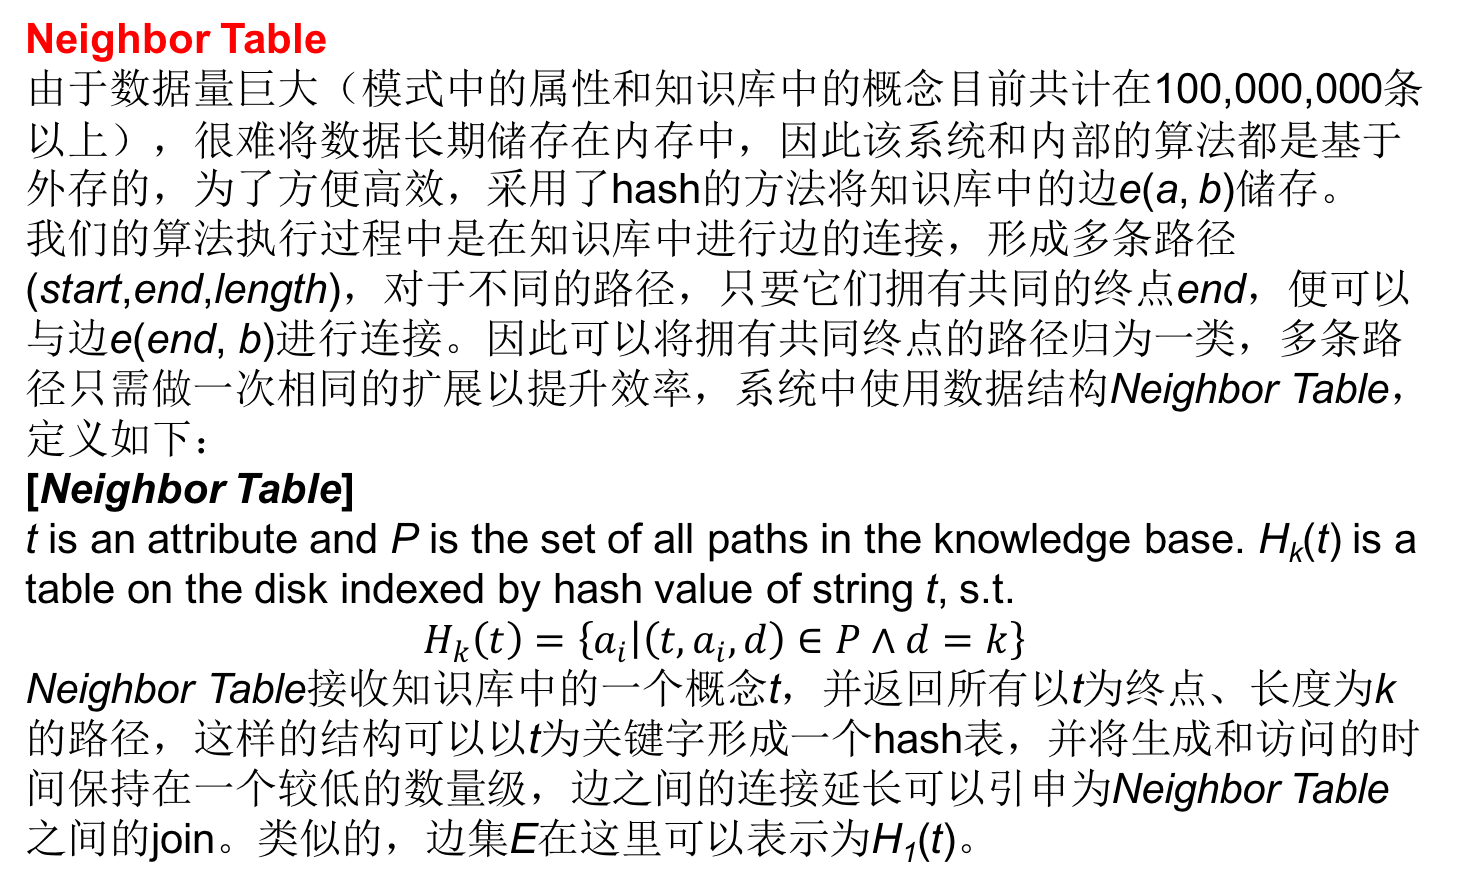 Neighbor Table
由于数据量巨大（模式中的属性和知识库中的概念目前共计在100,000,000条
以上），很难将数据长期储存在内存中，因此该系统和内部的算法都是基于
外存的，为了方便高效，采用了hash的方法将知识库中的边e(a, b)储存。
我们的算法执行过程中是在知识库中进行边的连接，形成多条路径
(start,end,length)，对于不同的路径，只要它们拥有共同的终点end，便可以
与边e(end, b)进行连接。因此可以将拥有共同终点的路径归为一类，多条路
径只需做一次相同的扩展以提升效率，系统中使用数据结构Neighbor Table，
定义如下：
[Neighbor Table]
t is an attribute and P is the set of all paths in the knowledge base. H_k(t) is a
table on the disk indexed by hash value of string t, s.t.
H_k(t) = {a_i|(t, a_i, d) ∈ P ∧ d = k}
Neighbor Table接收知识库中的一个概念t，并返回所有以t为终点、长度为k
的路径，这样的结构可以以t为关键字形成一个hash表，并将生成和访问的时
间保持在一个较低的数量级，边之间的连接延长可以引申为Neighbor Table
之间的join。类似的，边集E在这里可以表示为H_1(t)。